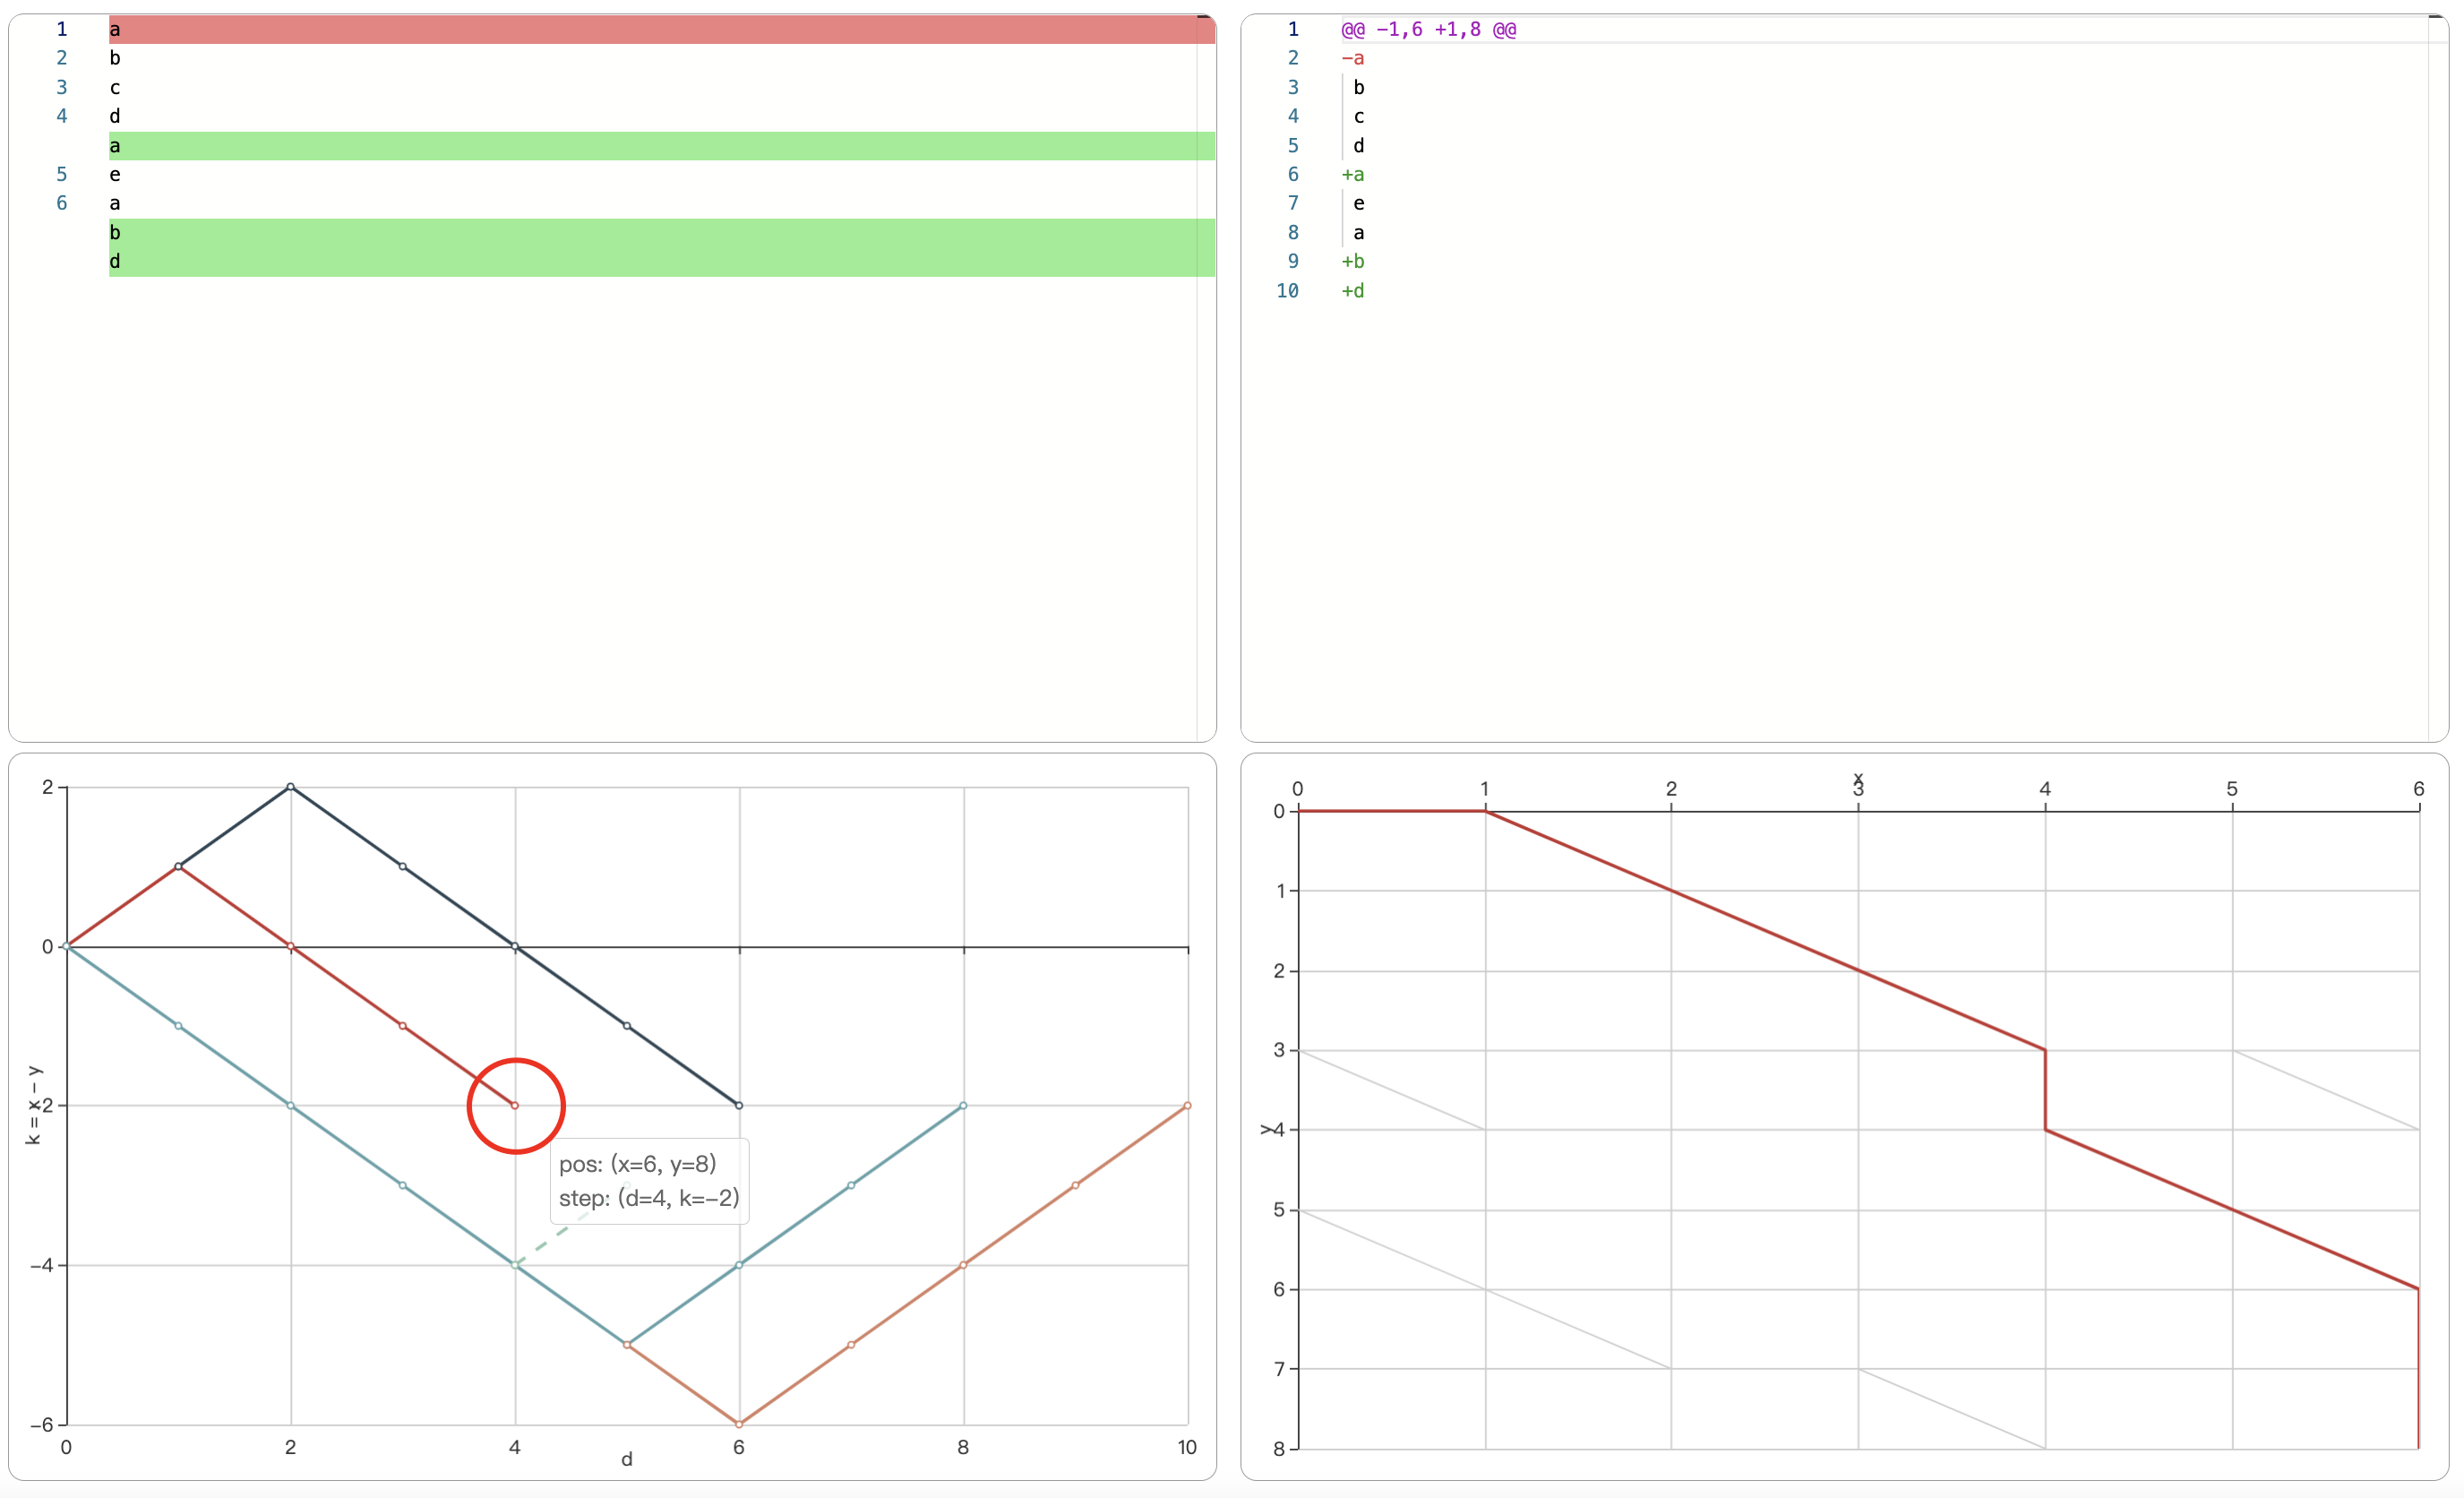 1 a
2 b
3 c
4 d
a
5 e
6 a
b
d
1 @@ -1,6 +1,8 @@
2 -a
3 b
4 c
5 d
6 +a
7 e
8 a
9 +b
10 +d
2
0
-2
-4
-6
k = x - y
0 2 4 6 8 10
d
pos: (x=6, y=8)
step: (d=4, k=-2)
x
0 1 2 3 4 5 6
0
1
2
3
y
4
5
6
7
8